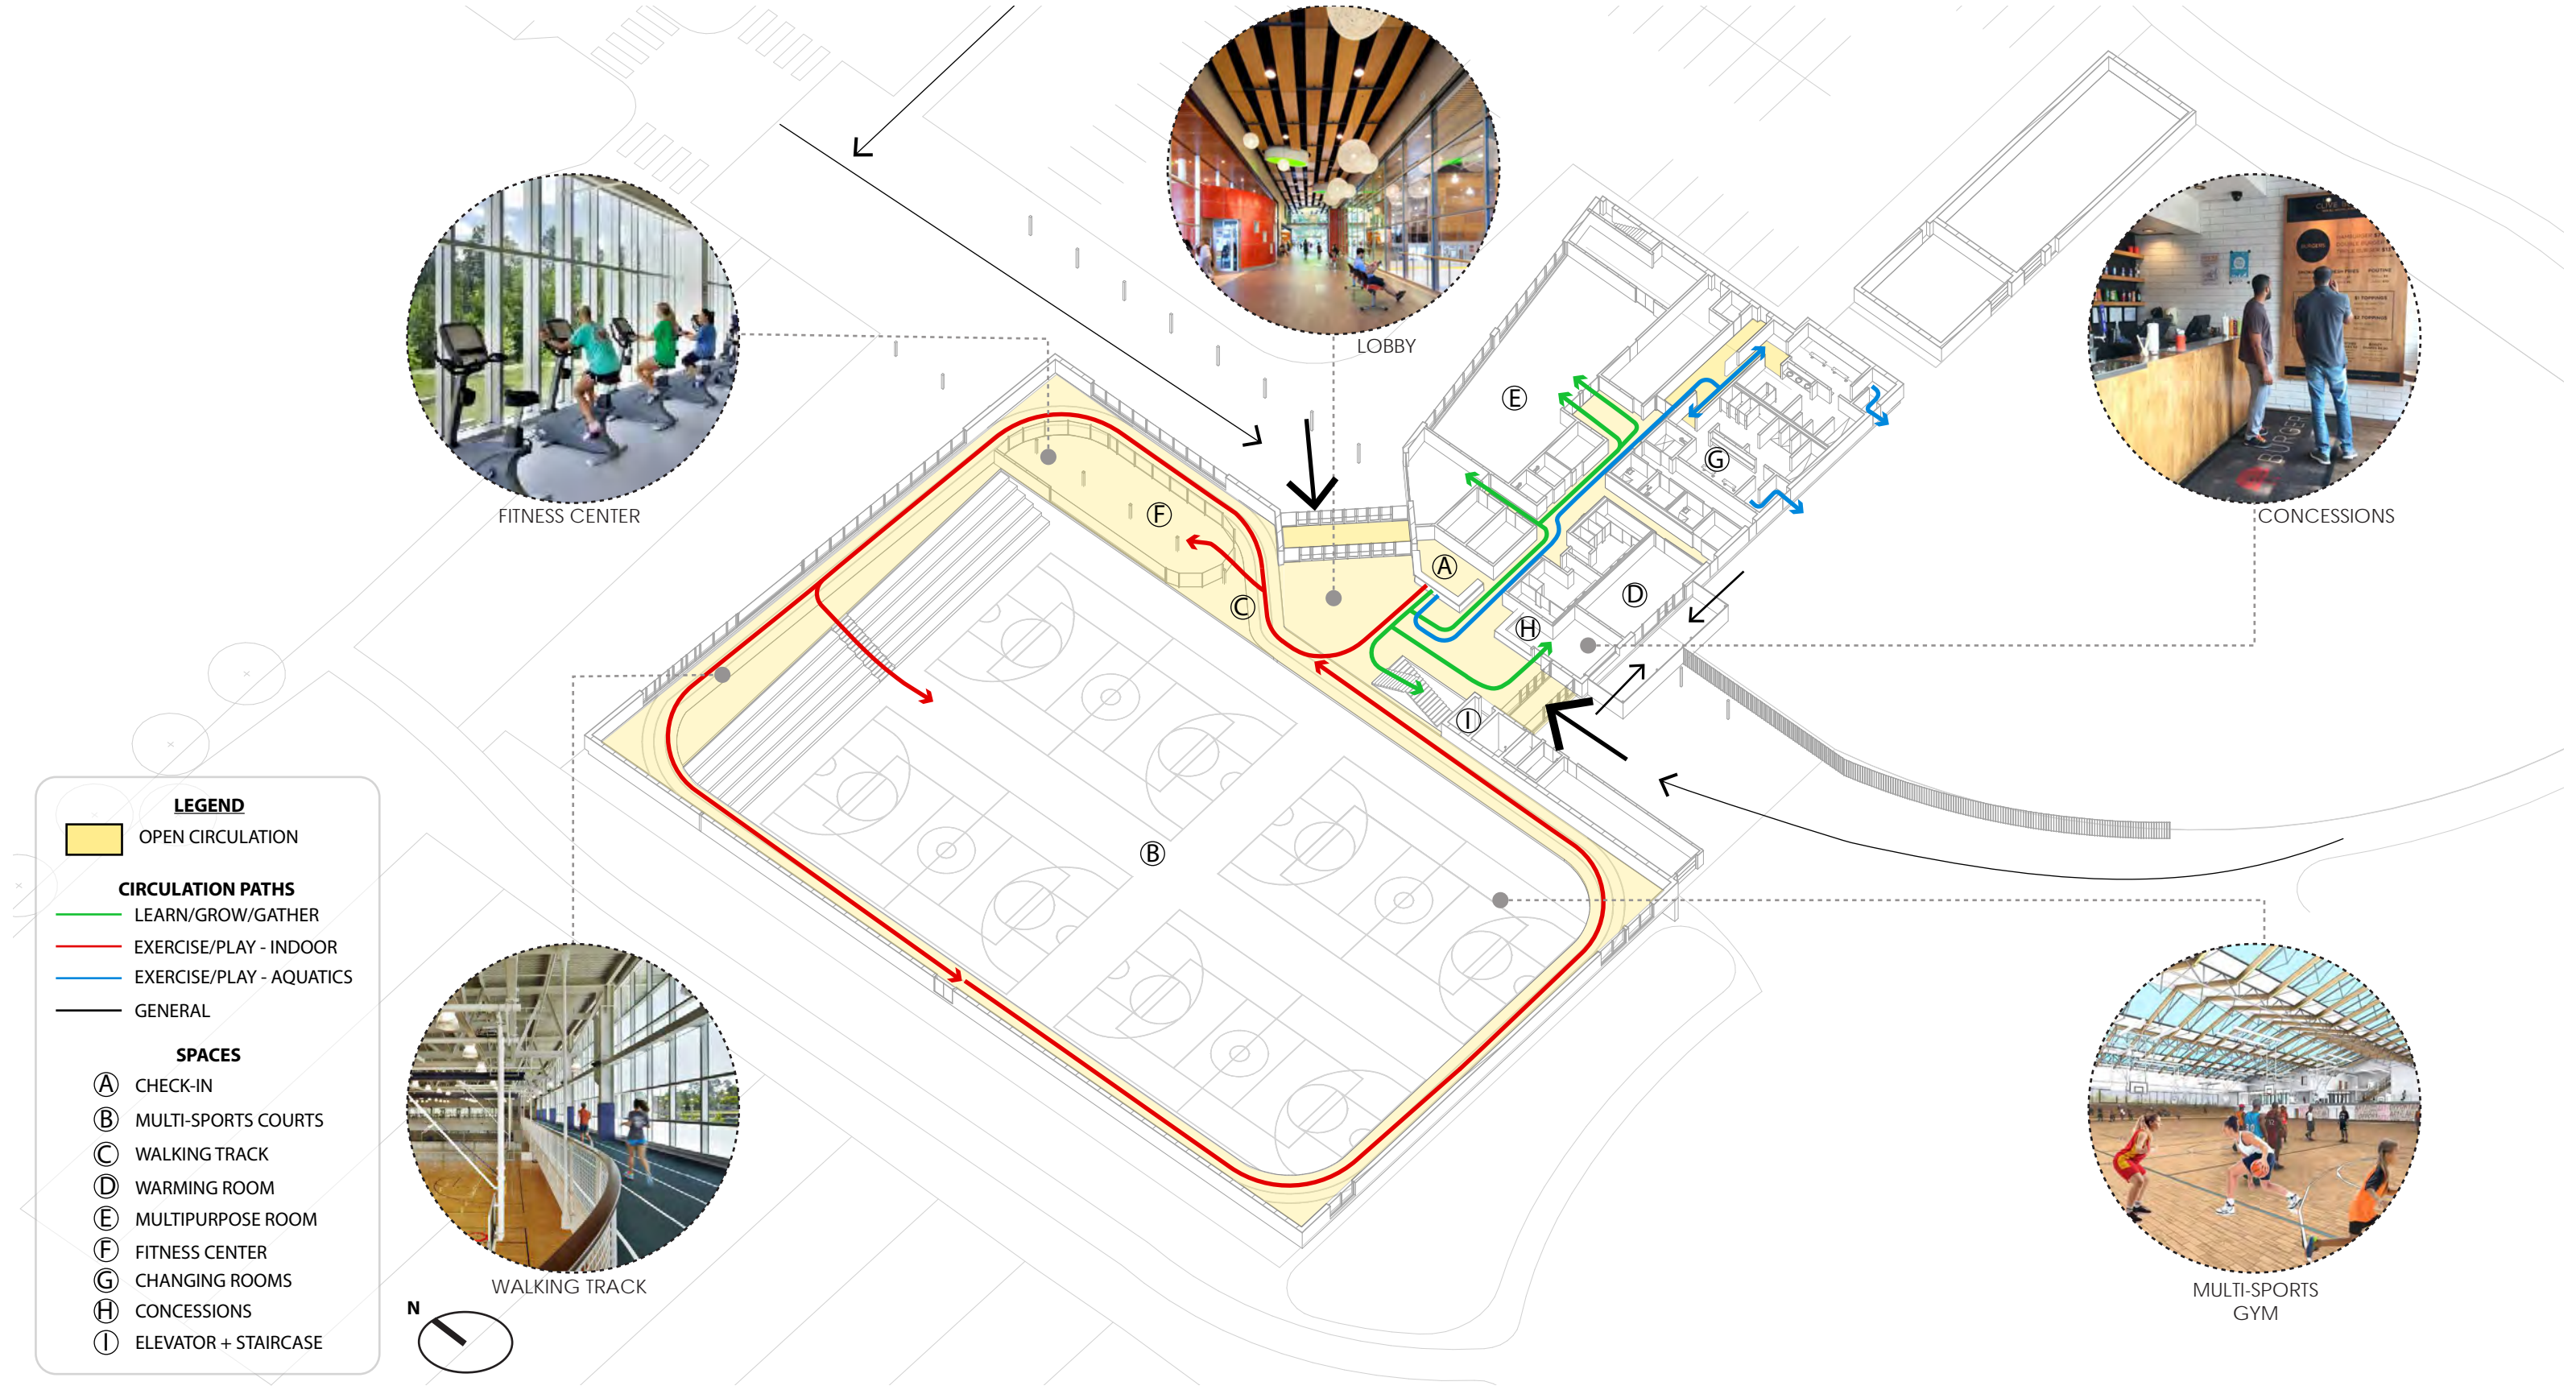 LOBBY
FITNESS CENTER
CONCESSIONS
BURGER
E
G
F
A
C
D
H
I
B
LEGEND
OPEN CIRCULATION
CIRCULATION PATHS
LEARN/GROW/GATHER
EXERCISE/PLAY - INDOOR
EXERCISE/PLAY - AQUATICS
GENERAL
SPACES
A CHECK-IN
B MULTI-SPORTS COURTS
C WALKING TRACK
D WARMING ROOM
E MULTIPURPOSE ROOM
F FITNESS CENTER
G CHANGING ROOMS
H CONCESSIONS
I ELEVATOR + STAIRCASE
WALKING TRACK
N
MULTI-SPORTS
GYM